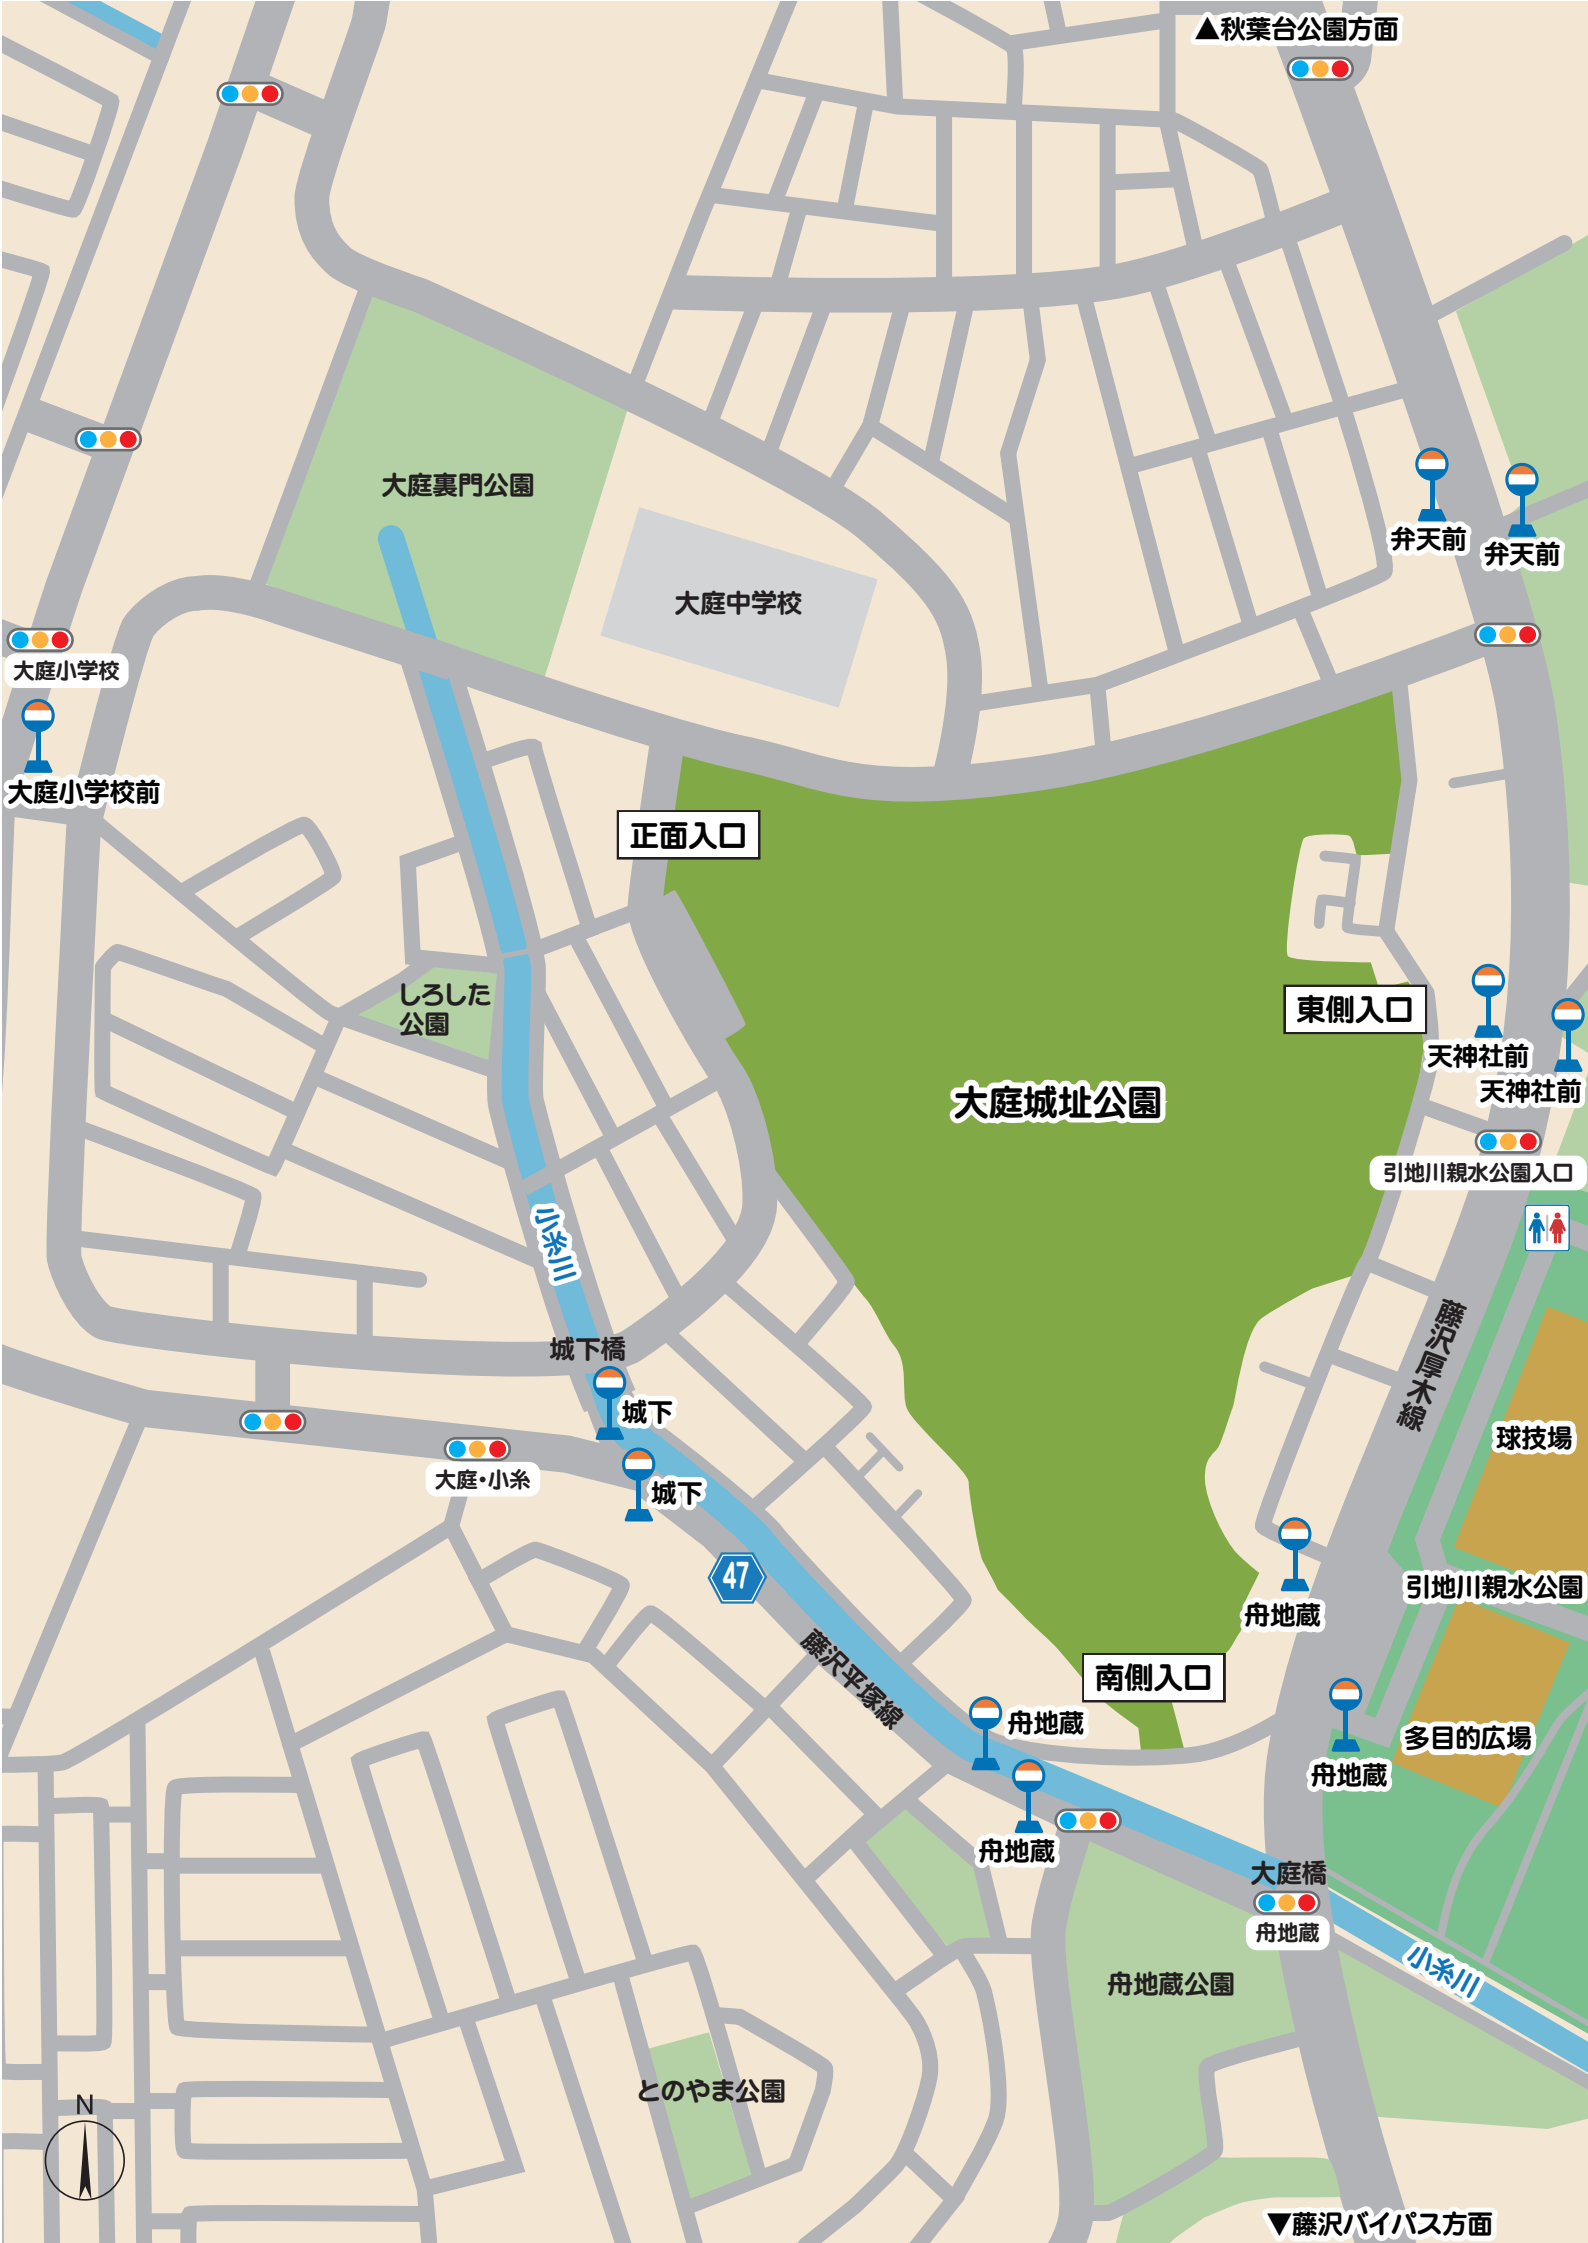 ▲秋葉台公園方面
大庭裏門公園
弁天前
弁天前
大庭中学校
大庭小学校
大庭小学校前
正面入口
しろした
公園
東側入口
天神社前
天神社前
大庭城址公園
引地川親水公園入口
小糸川
城下橋
城下
藤沢厚木線
球技場
大庭・小糸
城下
47
引地川親水公園
舟地蔵
藤沢平塚線
南側入口
舟地蔵
多目的広場
舟地蔵
舟地蔵
大庭橋
舟地蔵
小糸川
舟地蔵公園
とのやま公園
N
▼藤沢バイパス方面